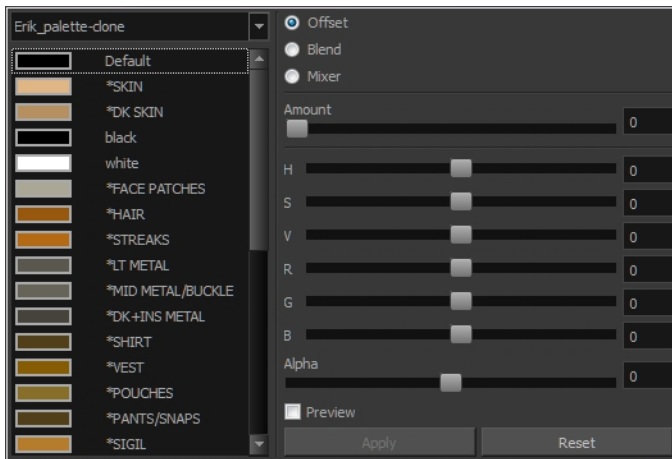 Erik_palette-clone
Default
*SKIN
*DK SKIN
black
white
*FACE PATCHES
*HAIR
*STREAKS
*LT METAL
*MID METAL/BUCKLE
*DK+INS METAL
*SHIRT
*VEST
*POUCHES
*PANTS/SNAPS
*SIGIL
Offset
Blend
Mixer
Amount
0
H 0
S 0
V 0
R 0
G 0
B 0
Alpha
0
Preview
Apply Reset